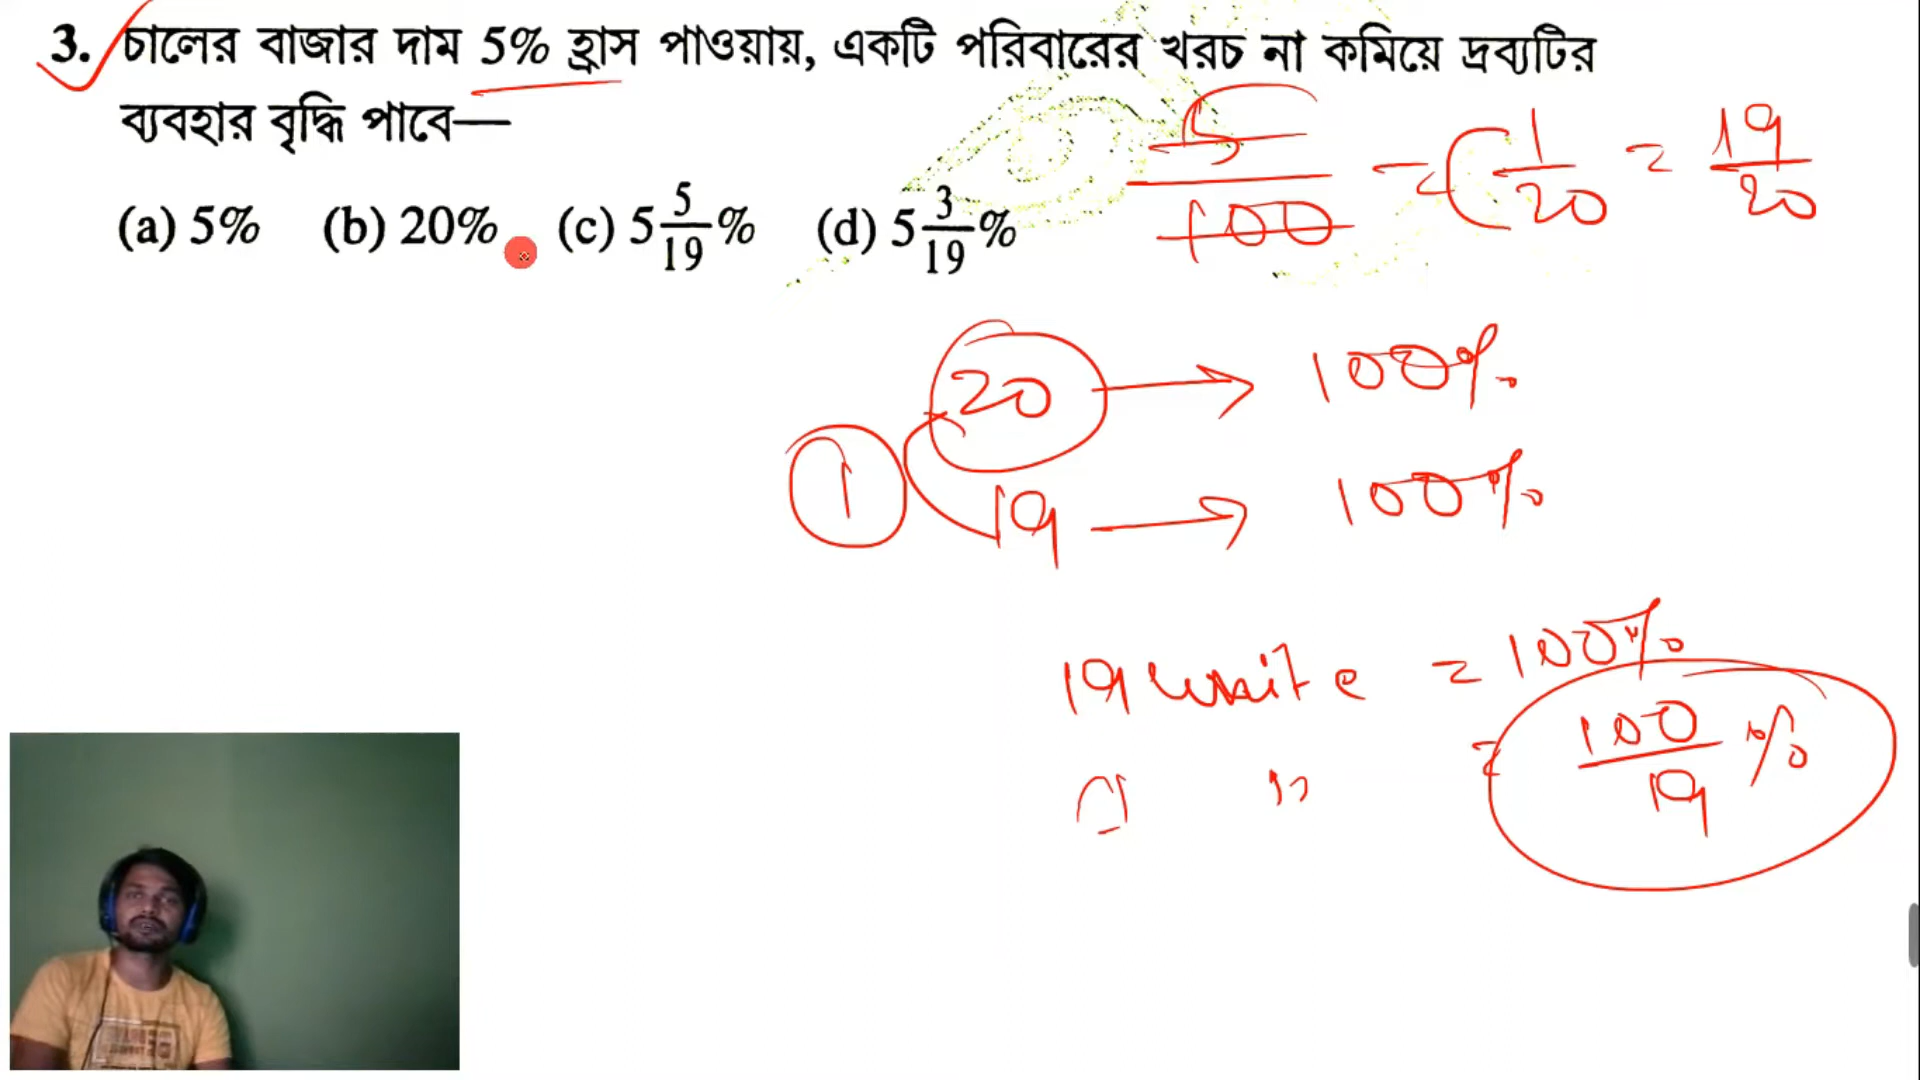 3. চালের বাজার দাম 5% হ্রাস পাওয়ায়, একটি পরিবারের খরচ না কমিয়ে দ্রব্যটির
ব্যবহার বৃদ্ধি পাবে—
(a) 5% (b) 20% (c) 5 5/19 % (d) 5 3/19 %
5/100 = 1/20 = 19/20
20 → 100%
1
19 → 100%
19 unite = 100%
1 " = 100/19 %